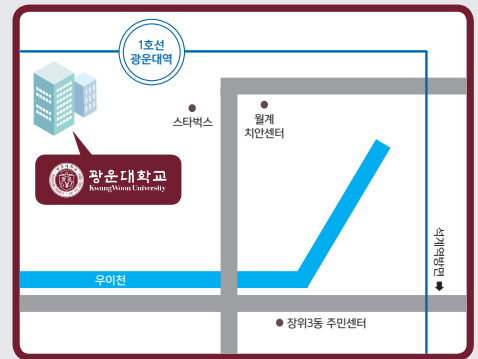 1호선
광운대역
스타벅스
월계
치안센터
광운대학교
KwangWoon University
석계역방면
우이천
장위3동 주민센터